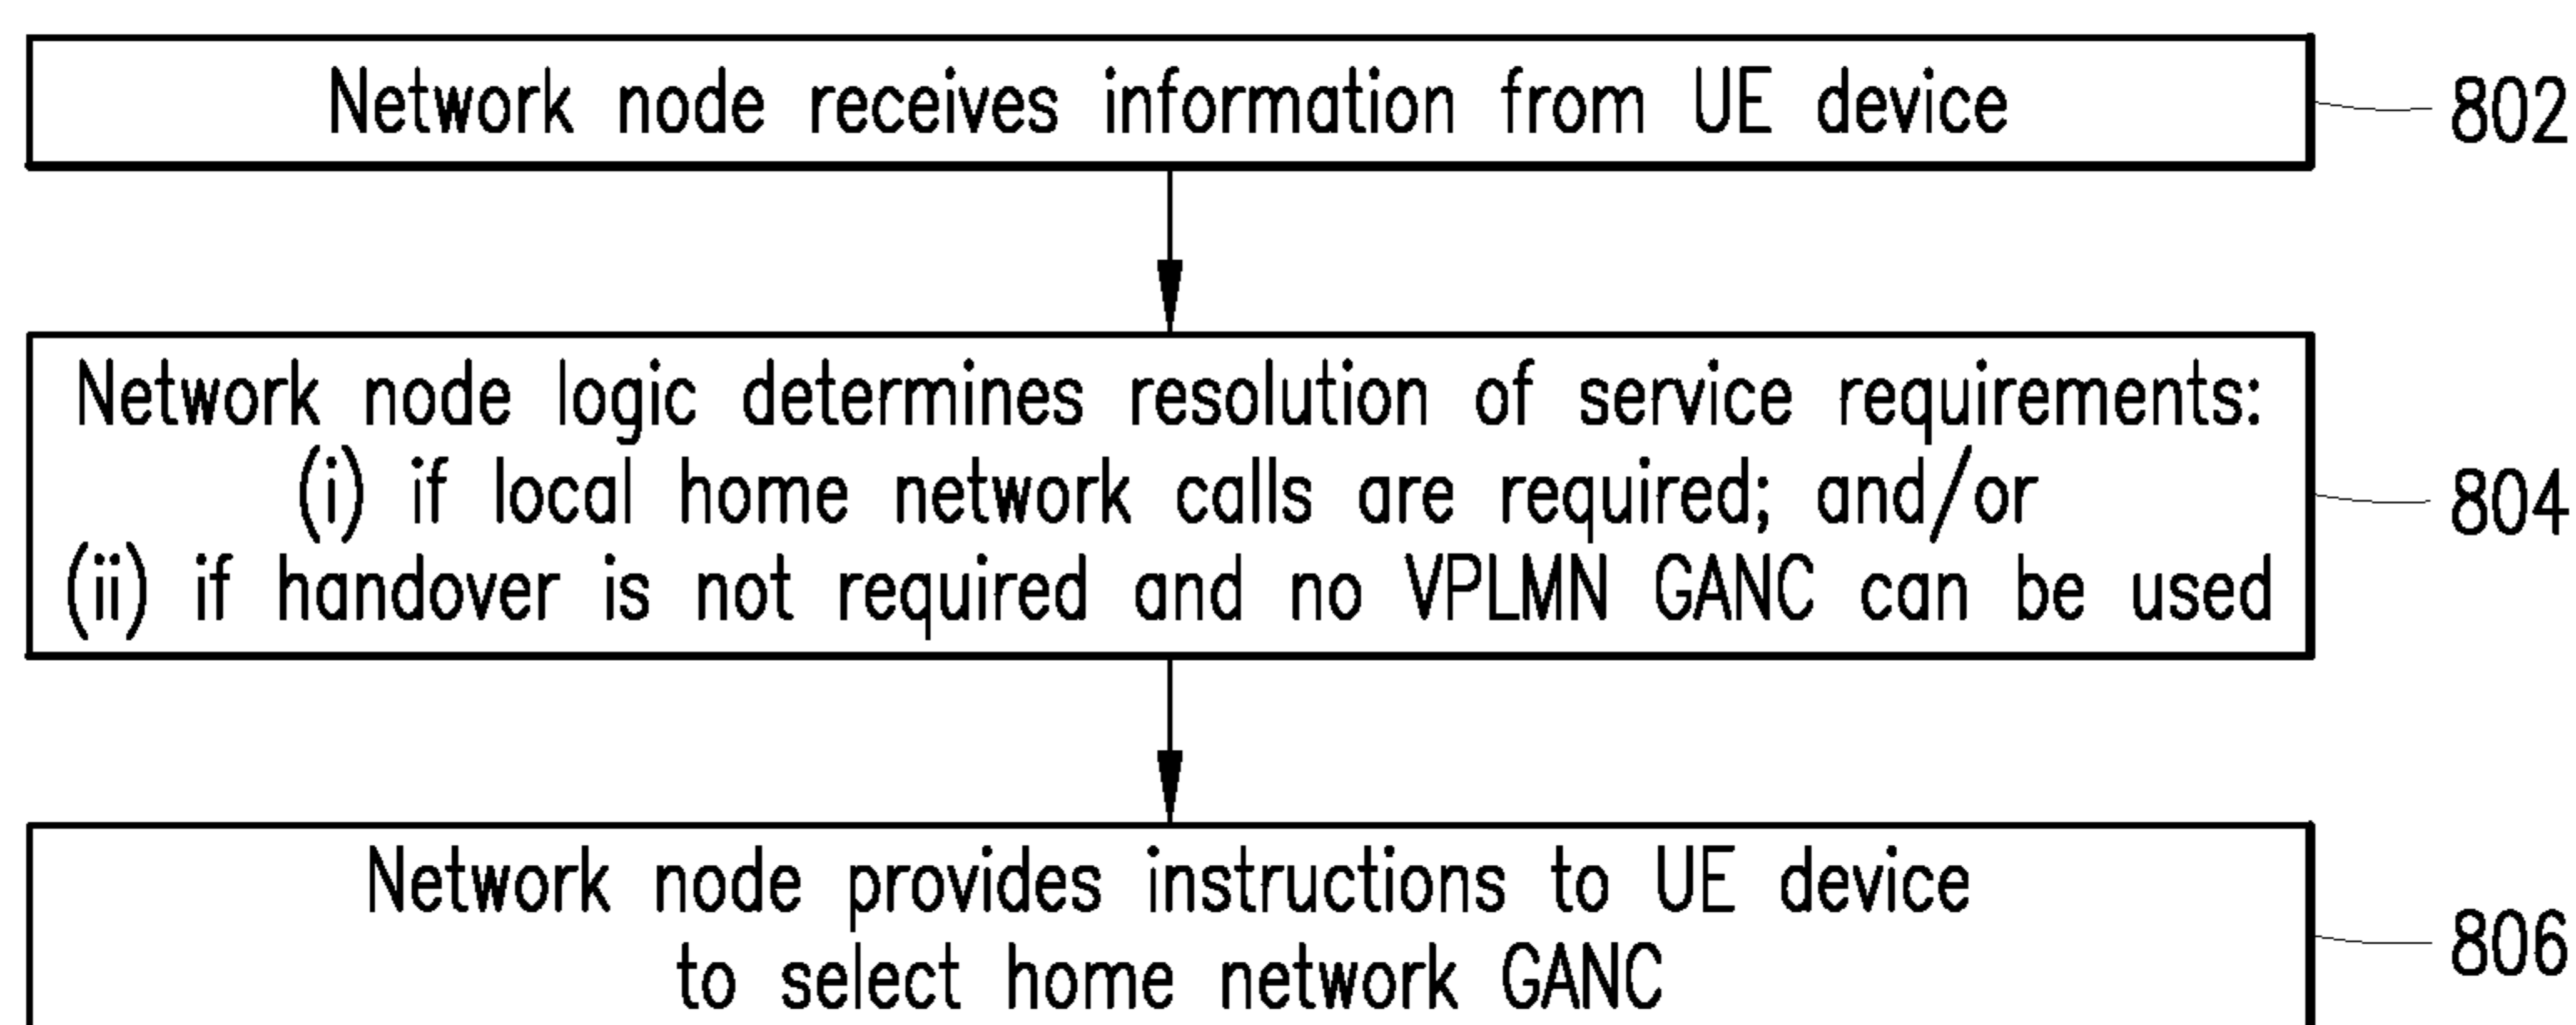 Network node receives information from UE device
802
Network node logic determines resolution of service requirements:
(i) if local home network calls are required; and/or
(ii) if handover is not required and no VPLMN GANC can be used
804
Network node provides instructions to UE device
to select home network GANC
806